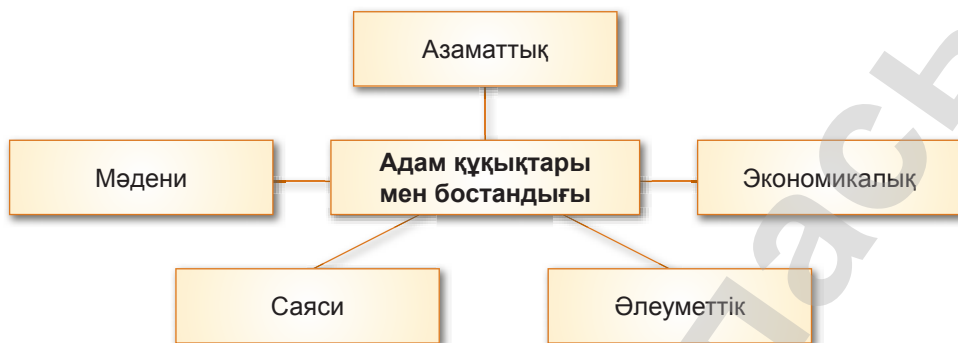 Азаматтық
Мәдени
Адам құқықтары
мен бостандығы
Экономикалық
Саяси
Әлеуметтік